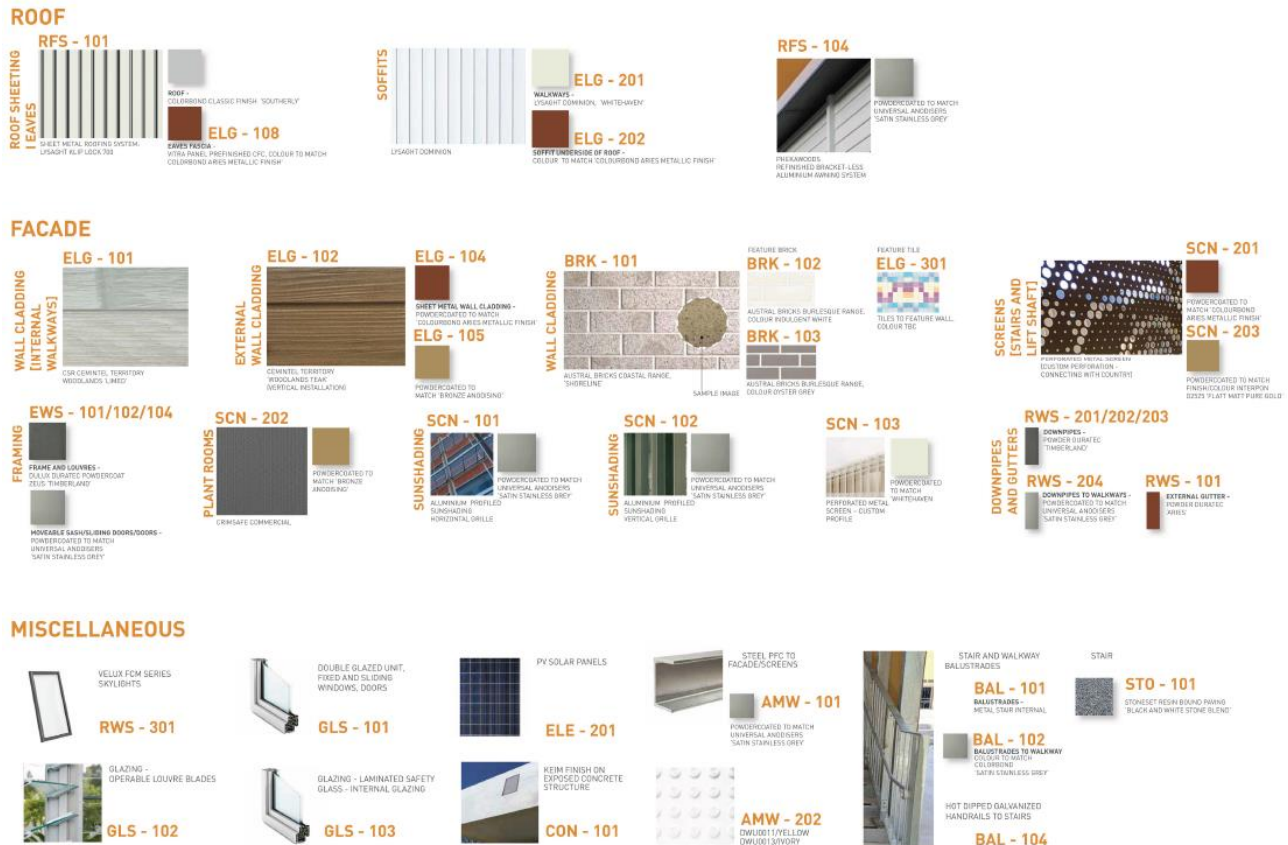 ROOF
ROOF SHEETING
| EAVES
RFS - 101
SHEET METAL ROOFING SYSTEM-
LYSAGHT KLIP LOCK 700
ROOF -
COLORBOND CLASSIC FINISH 'SOUTHERLY'
ELG - 108
EAVES FASCIA -
VITRA PANEL PREFINISHED CFC, COLOUR TO MATCH
COLORBOND ARIES METALLIC FINISH'
SOFFITS
LYSAGHT DOMINION
ELG - 201
WALKWAYS -
LYSAGHT DOMINION, 'WHITEHAVEN'
ELG - 202
SOFFIT UNDERSIDE OF ROOF -
COLOUR TO MATCH 'COLOURBOND ARIES METALLIC FINISH'
RFS - 104
POWDERCOATED TO MATCH
UNIVERSAL ANODISERS
'SATIN STAINLESS GREY'
PHEKAWOODS
REFINISHED BRACKET-LESS
ALUMINIUM AWNING SYSTEM
FACADE
WALL CLADDING
[INTERNAL
WALKWAYS]
ELG - 101
CSR CEMINTEL TERRITORY
WOODLANDS 'LIMED'
EXTERNAL
WALL CLADDING
ELG - 102
CEMINTEL TERRITORY
'WOODLANDS TEAK'
(VERTICAL INSTALLATION)
ELG - 104
SHEET METAL WALL CLADDING -
POWDERCOATED TO MATCH
'COLOURBOND ARIES METALLIC FINISH'
ELG - 105
POWDERCOATED TO
MATCH 'BRONZE ANODISING'
WALL CLADDING
BRK - 101
AUSTRAL BRICKS COASTAL RANGE,
'SHORELINE'
SAMPLE IMAGE
FEATURE BRICK
BRK - 102
AUSTRAL BRICKS BURLESQUE RANGE,
COLOUR INDULGENT WHITE
BRK - 103
AUSTRAL BRICKS BURLESQUE RANGE,
COLOUR OYSTER GREY
FEATURE TILE
ELG - 301
TILES TO FEATURE WALL,
COLOUR TBC
SCREENS
[STAIRS AND
LIFT SHAFT]
PERFORATED METAL SCREEN
(CUSTOM PERFORATION -
CONNECTING WITH COUNTRY)
SCN - 201
POWDERCOATED TO
MATCH 'COLOURBOND
ARIES METALLIC FINISH'
SCN - 203
POWDERCOATED TO MATCH
FINISH/COLOUR INTERPON
D2525 'FLATT MATT PURE GOLD'
FRAMING
EWS - 101/102/104
FRAME AND LOUVRES -
DULUX DURATEC POWDERCOAT
ZEUS 'TIMBERLAND'
MOVEABLE SASH/SLIDING DOORS/DOORS -
POWDERCOATED TO MATCH
UNIVERSAL ANODISERS
'SATIN STAINLESS GREY'
PLANT ROOMS
SCN - 202
CRIMSAFE COMMERCIAL
POWDERCOATED TO
MATCH 'BRONZE
ANODISING'
SUNSHADING
SCN - 101
ALUMINIUM PROFILED
SUNSHADING
HORIZONTAL GRILLE
POWDERCOATED TO MATCH
UNIVERSAL ANODISERS
'SATIN STAINLESS GREY'
SUNSHADING
SCN - 102
ALUMINIUM PROFILED
SUNSHADING
VERTICAL GRILLE
POWDERCOATED TO MATCH
UNIVERSAL ANODISERS
'SATIN STAINLESS GREY'
SCN - 103
PERFORATED METAL
SCREEN - CUSTOM
PROFILE
POWDERCOATED
TO MATCH
'WHITEHAVEN'
DOWNPIPES
AND GUTTERS
RWS - 201/202/203
DOWNPIPES -
POWDER DURATEC
'TIMBERLAND'
RWS - 204
DOWNPIPES TO WALKWAYS -
POWDERCOATED TO MATCH
UNIVERSAL ANODISERS
'SATIN STAINLESS GREY'
RWS - 101
EXTERNAL GUTTER -
POWDER DURATEC
ARIES'
MISCELLANEOUS
VELUX FCM SERIES
SKYLIGHTS
RWS - 301
DOUBLE GLAZED UNIT,
FIXED AND SLIDING
WINDOWS, DOORS
GLS - 101
PV SOLAR PANELS
ELE - 201
STEEL PFC TO
FACADE/SCREENS
AMW - 101
POWDERCOATED TO MATCH
UNIVERSAL ANODISERS
'SATIN STAINLESS GREY'
STAIR AND WALKWAY
BALUSTRADES
BAL - 101
BALUSTRADES -
METAL STAIR INTERNAL
BAL - 102
BALUSTRADES TO WALKWAY
COLOUR TO MATCH
COLORBOND
'SATIN STAINLESS GREY'
STAIR
STO - 101
STONESET RESIN BOUND PAVING
'BLACK AND WHITE STONE BLEND'
GLAZING -
OPERABLE LOUVRE BLADES
GLS - 102
GLAZING - LAMINATED SAFETY
GLASS - INTERNAL GLAZING
GLS - 103
KEIM FINISH ON
EXPOSED CONCRETE
STRUCTURE
CON - 101
AMW - 202
DWU0011/YELLOW
DWU0013/IVORY
HOT DIPPED GALVANIZED
HANDRAILS TO STAIRS
BAL - 104